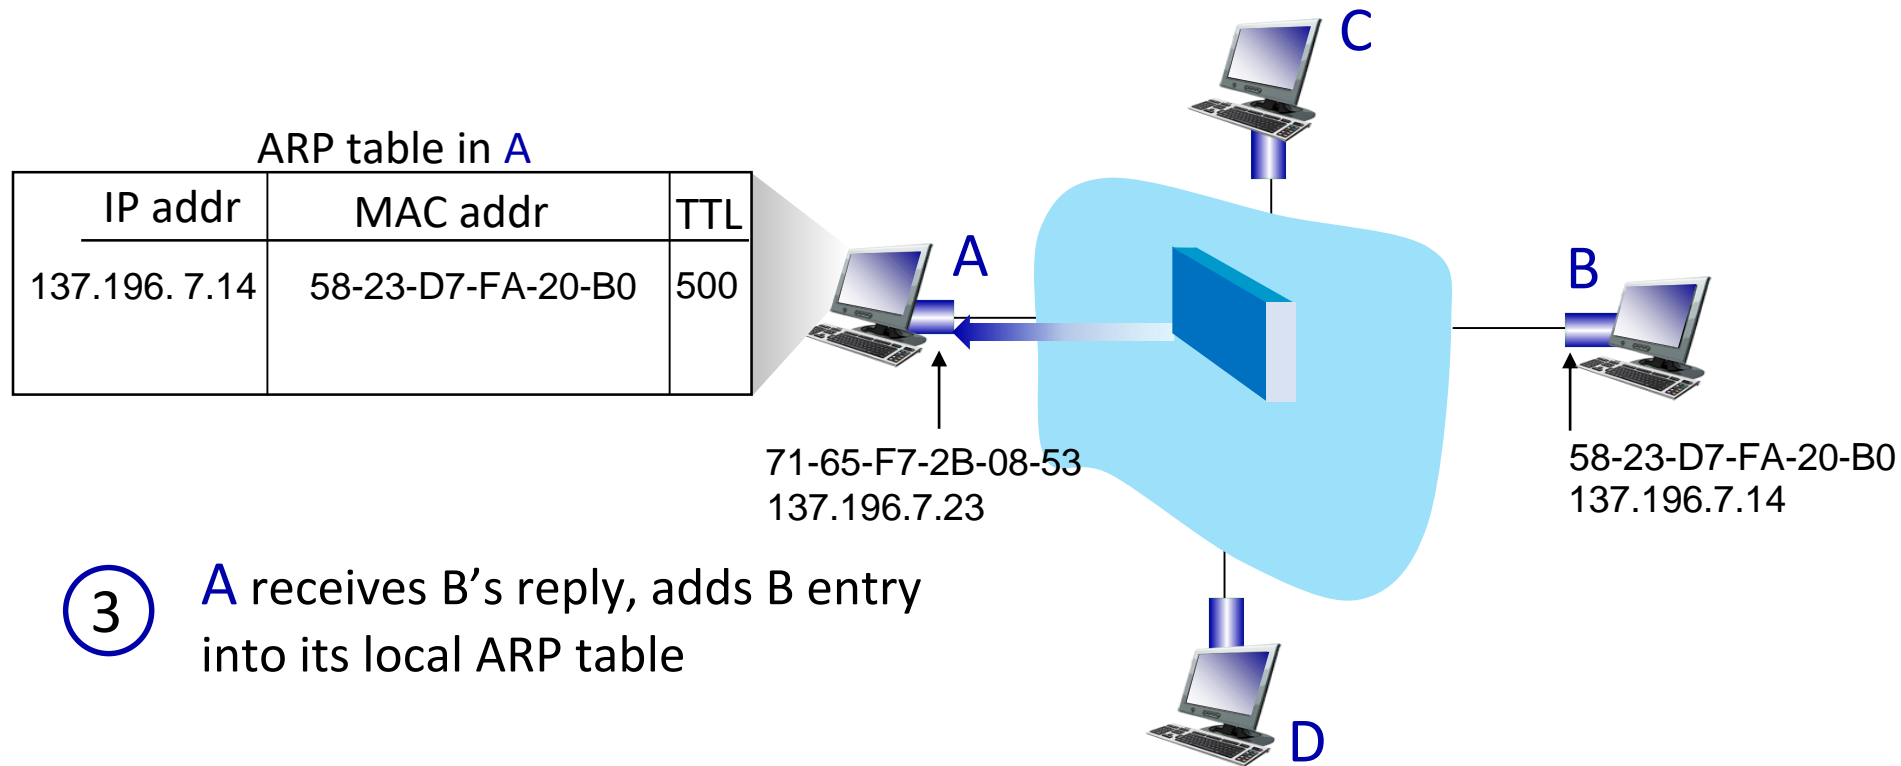 C
ARP table in A
IP addr MAC addr TTL
137.196. 7.14 58-23-D7-FA-20-B0 500
A
B
71-65-F7-2B-08-53
137.196.7.23
58-23-D7-FA-20-B0
137.196.7.14
3
A receives B’s reply, adds B entry
into its local ARP table
D